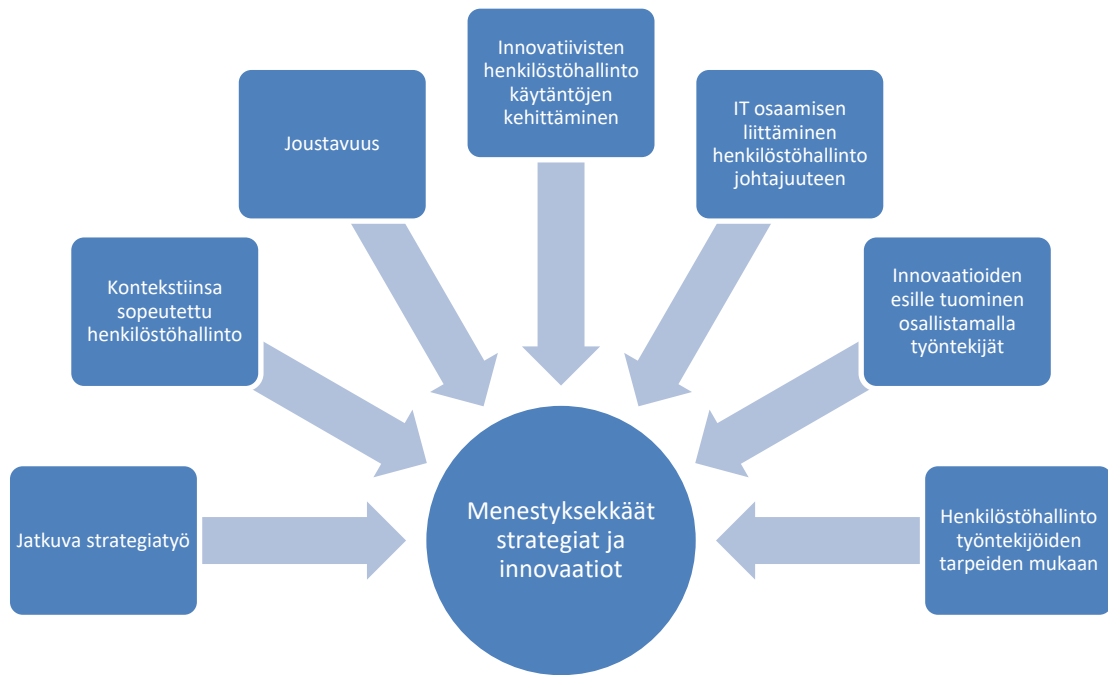 Jatkuva strategiatyö
Kontekstiinsa
sopeutettu
henkilöstöhallinto
Joustavuus
Innovatiivisten
henkilöstöhallinto
käytäntöjen
kehittäminen
IT osaamisen
liittäminen
henkilöstöhallinto
johtajuuteen
Innovaatioiden
esille tuominen
osallistamalla
työntekijät
Henkilöstöhallinto
työntekijöiden
tarpeiden mukaan
Menestyksekkäät
strategiat ja
innovaatiot